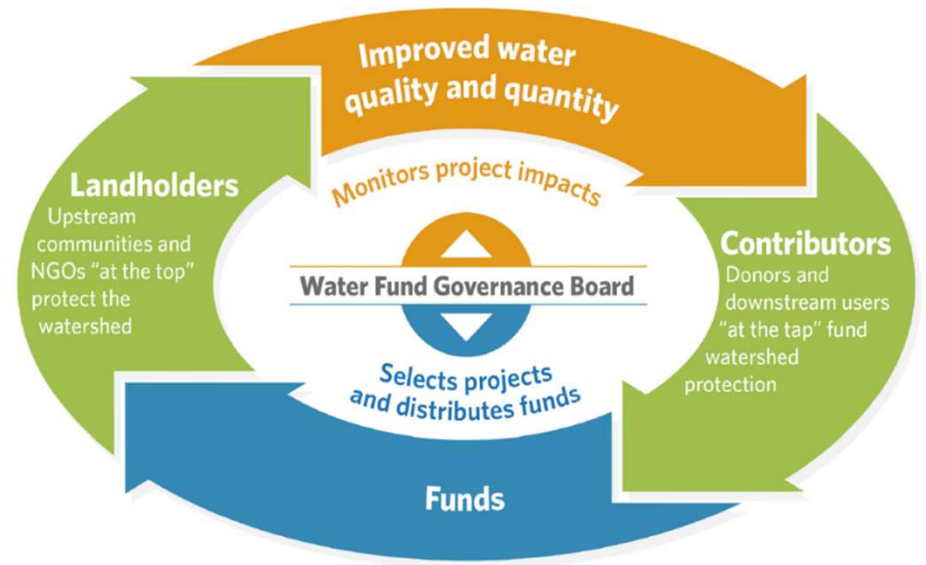 Improved water
quality and quantity
Monitors project impacts
Landholders
Upstream
communities and
NGOs “at the top”
protect the
watershed
Water Fund Governance Board
Contributors
Donors and
downstream users
“at the tap” fund
watershed
protection
Selects projects
and distributes funds
Funds